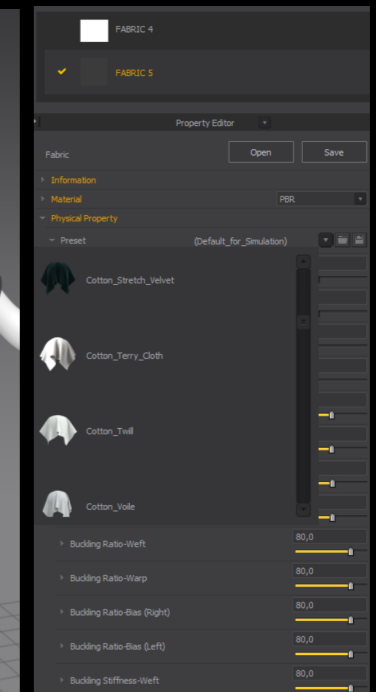 FABRIC 4
FABRIC 5
Property Editor
Fabric Open Save
Information
Material PBR
Physical Property
Preset (Default_for_Simulation)
Cotton_Stretch_Velvet
Cotton_Terry_Cloth
Cotton_Twill
Cotton_Voile
Buckling Ratio-Weft 80,0
Buckling Ratio-Warp 80,0
Buckling Ratio-Bias (Right) 80,0
Buckling Ratio-Bias (Left) 80,0
Buckling Stiffness-Weft 80,0